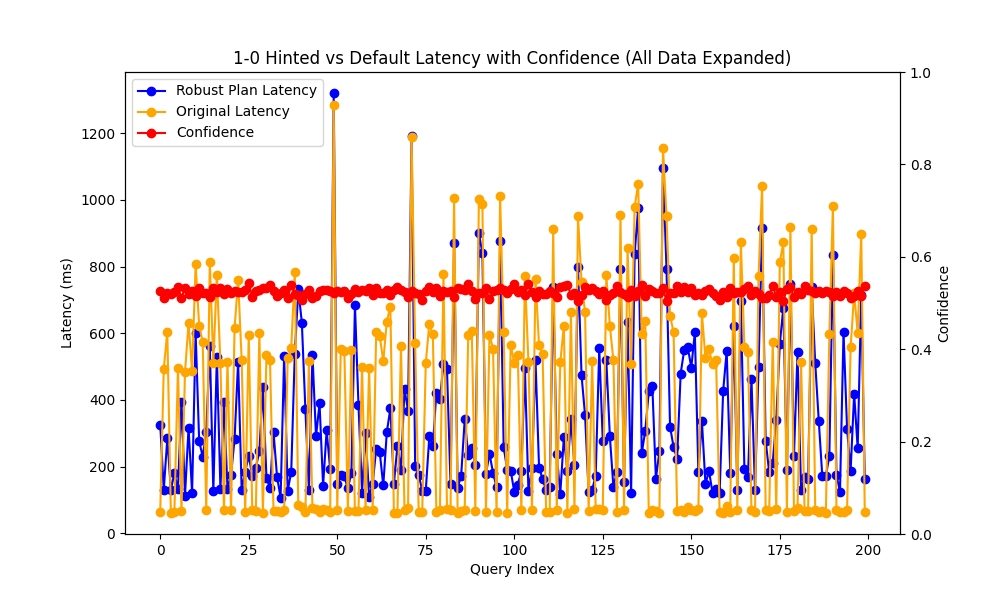 1-0 Hinted vs Default Latency with Confidence (All Data Expanded)
Robust Plan Latency
Original Latency
Confidence
Latency (ms)
1200
1000
800
600
400
200
0
1.0
0.8
0.6
0.4
0.2
0.0
Confidence
0 25 50 75 100 125 150 175 200
Query Index